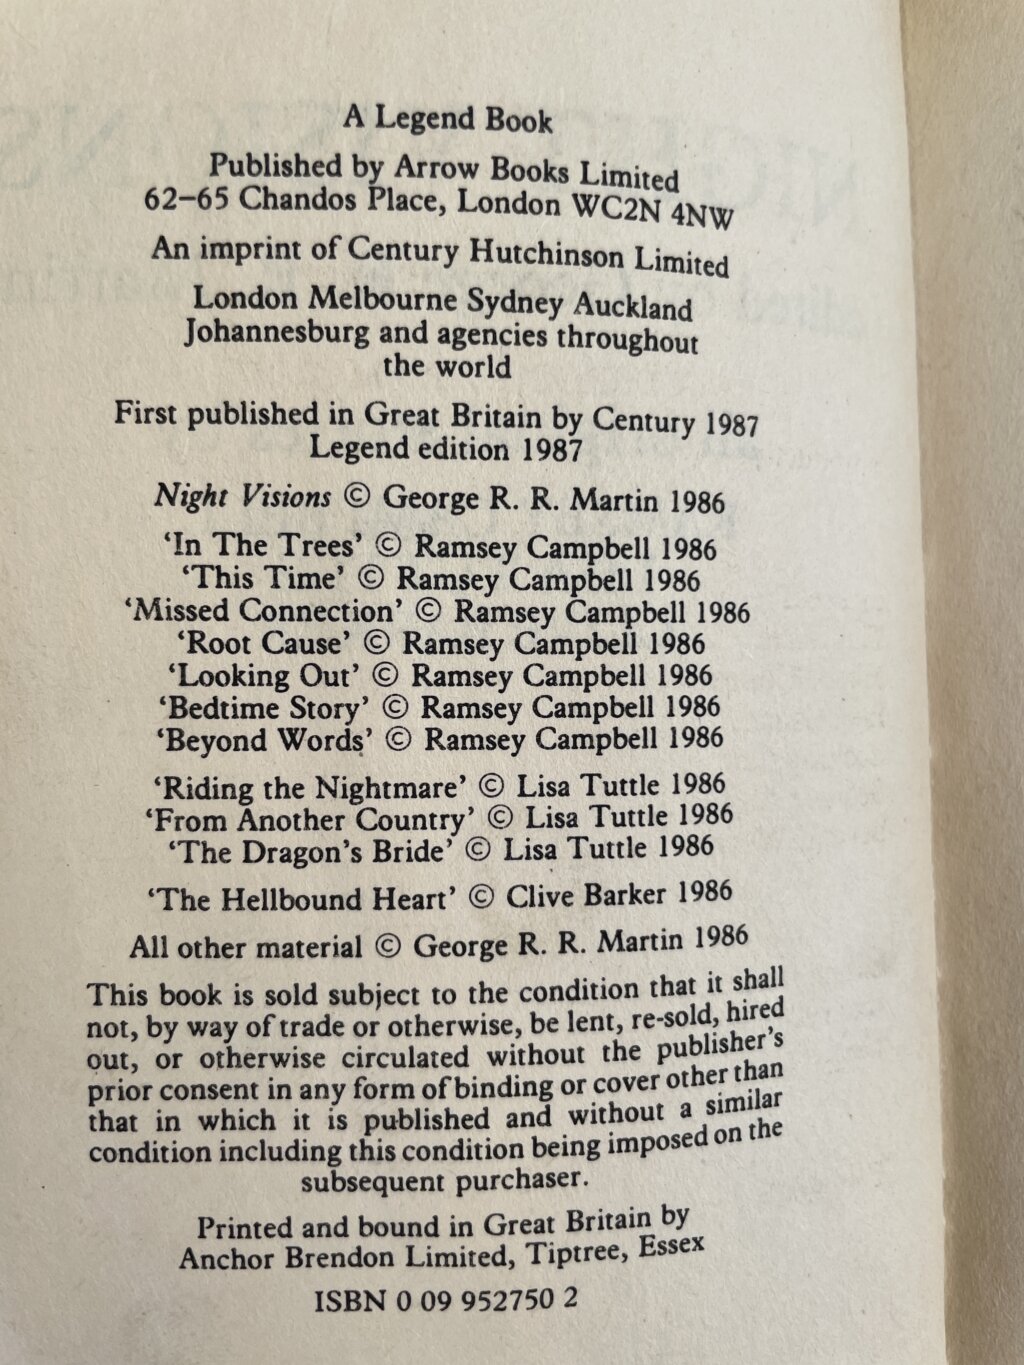 A Legend Book
Published by Arrow Books Limited
62–65 Chandos Place, London WC2N 4NW
An imprint of Century Hutchinson Limited
London Melbourne Sydney Auckland
Johannesburg and agencies throughout
the world
First published in Great Britain by Century 1987
Legend edition 1987
Night Visions © George R. R. Martin 1986
‘In The Trees’ © Ramsey Campbell 1986
‘This Time’ © Ramsey Campbell 1986
‘Missed Connection’ © Ramsey Campbell 1986
‘Root Cause’ © Ramsey Campbell 1986
‘Looking Out’ © Ramsey Campbell 1986
‘Bedtime Story’ © Ramsey Campbell 1986
‘Beyond Words’ © Ramsey Campbell 1986
‘Riding the Nightmare’ © Lisa Tuttle 1986
‘From Another Country’ © Lisa Tuttle 1986
‘The Dragon’s Bride’ © Lisa Tuttle 1986
‘The Hellbound Heart’ © Clive Barker 1986
All other material © George R. R. Martin 1986
This book is sold subject to the condition that it shall
not, by way of trade or otherwise, be lent, re-sold, hired
out, or otherwise circulated without the publisher’s
prior consent in any form of binding or cover other than
that in which it is published and without a similar
condition including this condition being imposed on the
subsequent purchaser.
Printed and bound in Great Britain by
Anchor Brendon Limited, Tiptree, Essex
ISBN 0 09 952750 2